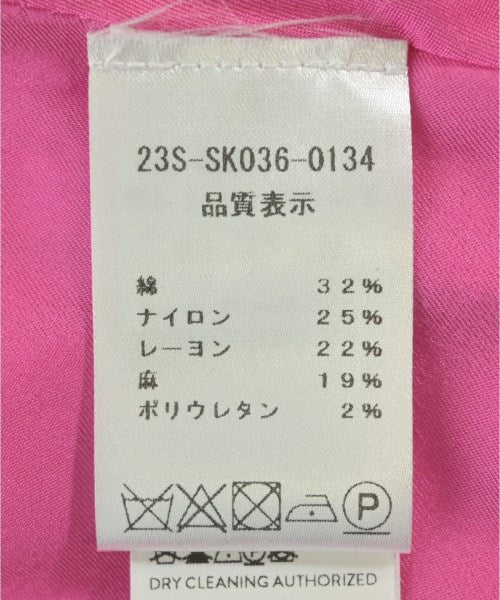 23S-SK036-0134
品質表示
綿 32%
ナイロン 25%
レーヨン 22%
麻 19%
ポリウレタン 2%
P
DRY CLEANING AUTHORIZED